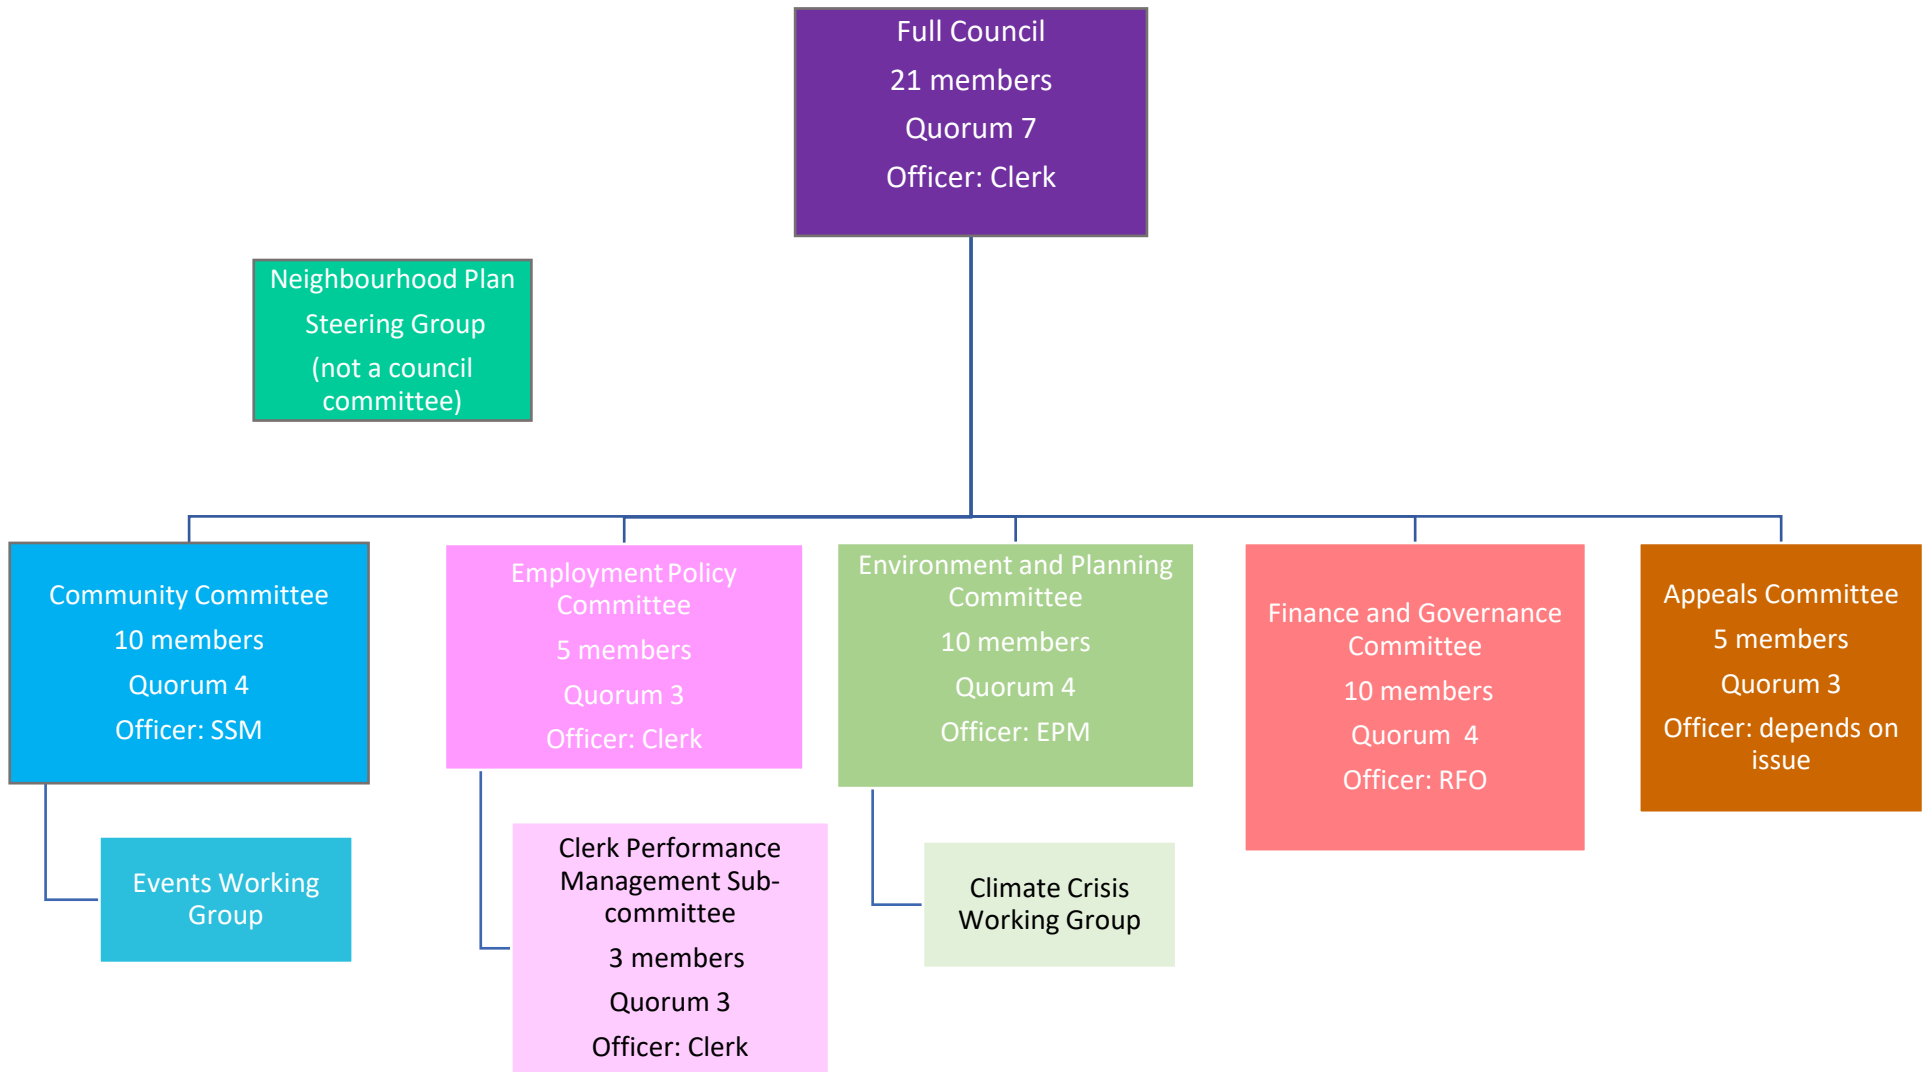 Full Council
21 members
Quorum 7
Officer: Clerk
Neighbourhood Plan
Steering Group
(not a council
committee)
Community Committee
10 members
Quorum 4
Officer: SSM
Employment Policy
Committee
5 members
Quorum 3
Officer: Clerk
Environment and Planning
Committee
10 members
Quorum 4
Officer: EPM
Finance and Governance
Committee
10 members
Quorum  4
Officer: RFO
Appeals Committee
5 members
Quorum 3
Officer: depends on
issue
Events Working
Group
Clerk Performance
Management Sub-
committee
3 members
Quorum 3
Officer: Clerk
Climate Crisis
Working Group